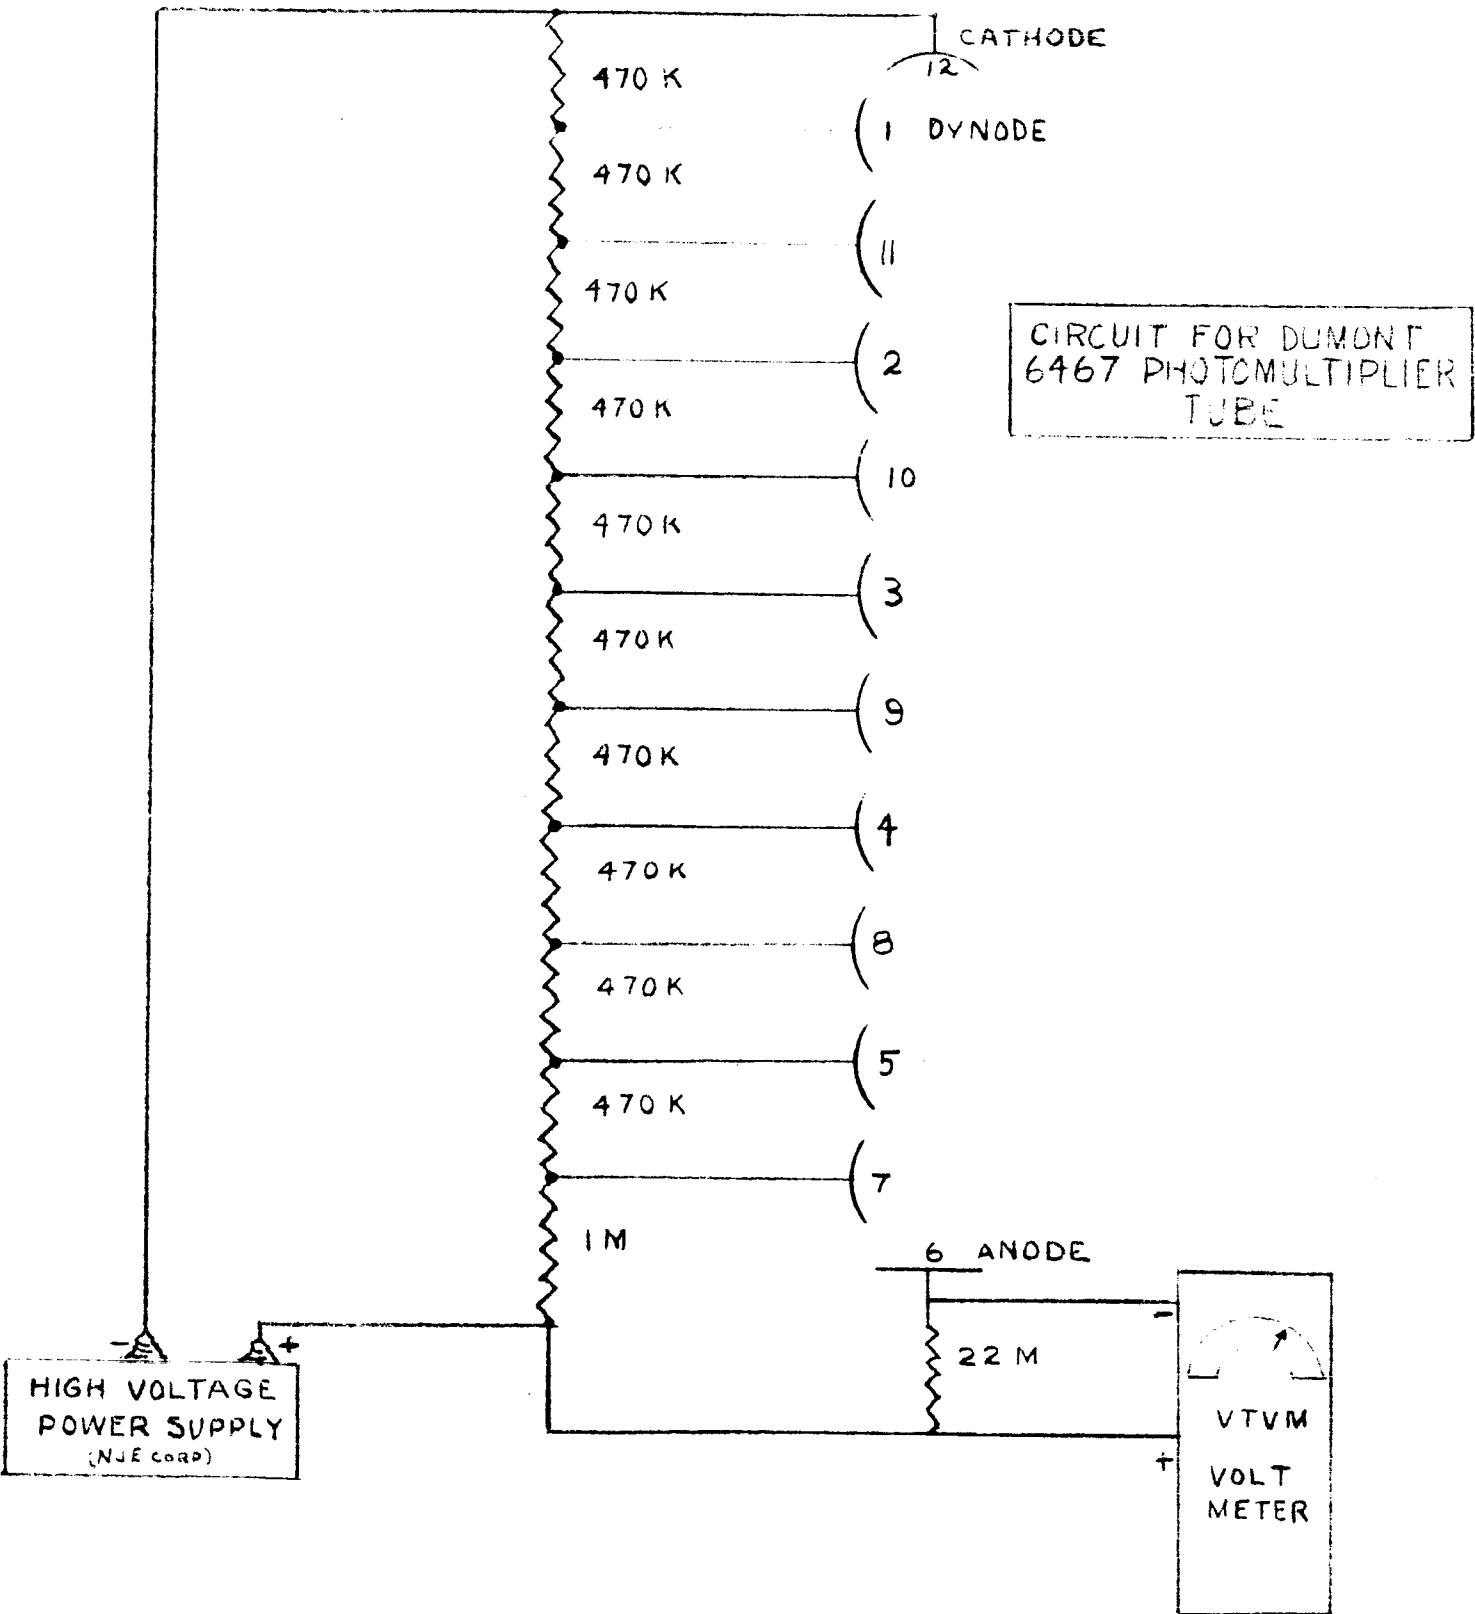 CATHODE
12
470 K
1 DYNODE
470 K
11
470 K
2
470 K
10
470 K
3
470 K
9
470 K
4
470 K
8
470 K
5
470 K
7
1 M
CIRCUIT FOR DUMONT
6467 PHOTOMULTIPLIER
TUBE
6 ANODE
-
22 M
+
VTVM
VOLT
METER
- +
HIGH VOLTAGE
POWER SUPPLY
(NJE CORP)